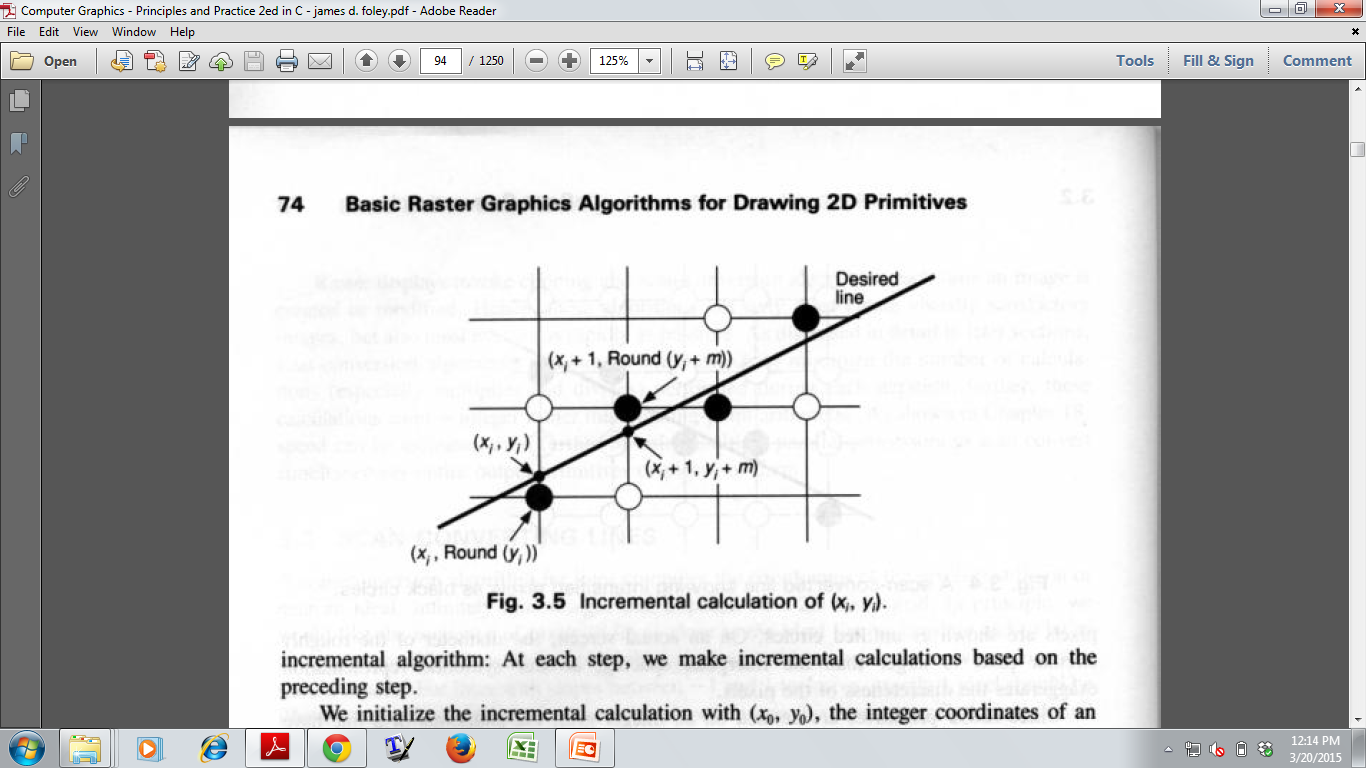 Computer Graphics - Principles and Practice 2ed in C - james d. foley.pdf - Adobe Reader
File Edit View Window Help
Open 94 / 1250 125% Tools Fill & Sign Comment
74 Basic Raster Graphics Algorithms for Drawing 2D Primitives
Desired
line
(xi + 1, Round (yi + m))
(xi, yi)
(xi + 1, yi + m)
(xi, Round (yi))
Fig. 3.5 Incremental calculation of (xi, yi).
incremental algorithm: At each step, we make incremental calculations based on the
preceding step.
We initialize the incremental calculation with (x0, y0), the integer coordinates of an
12:14 PM
3/20/2015